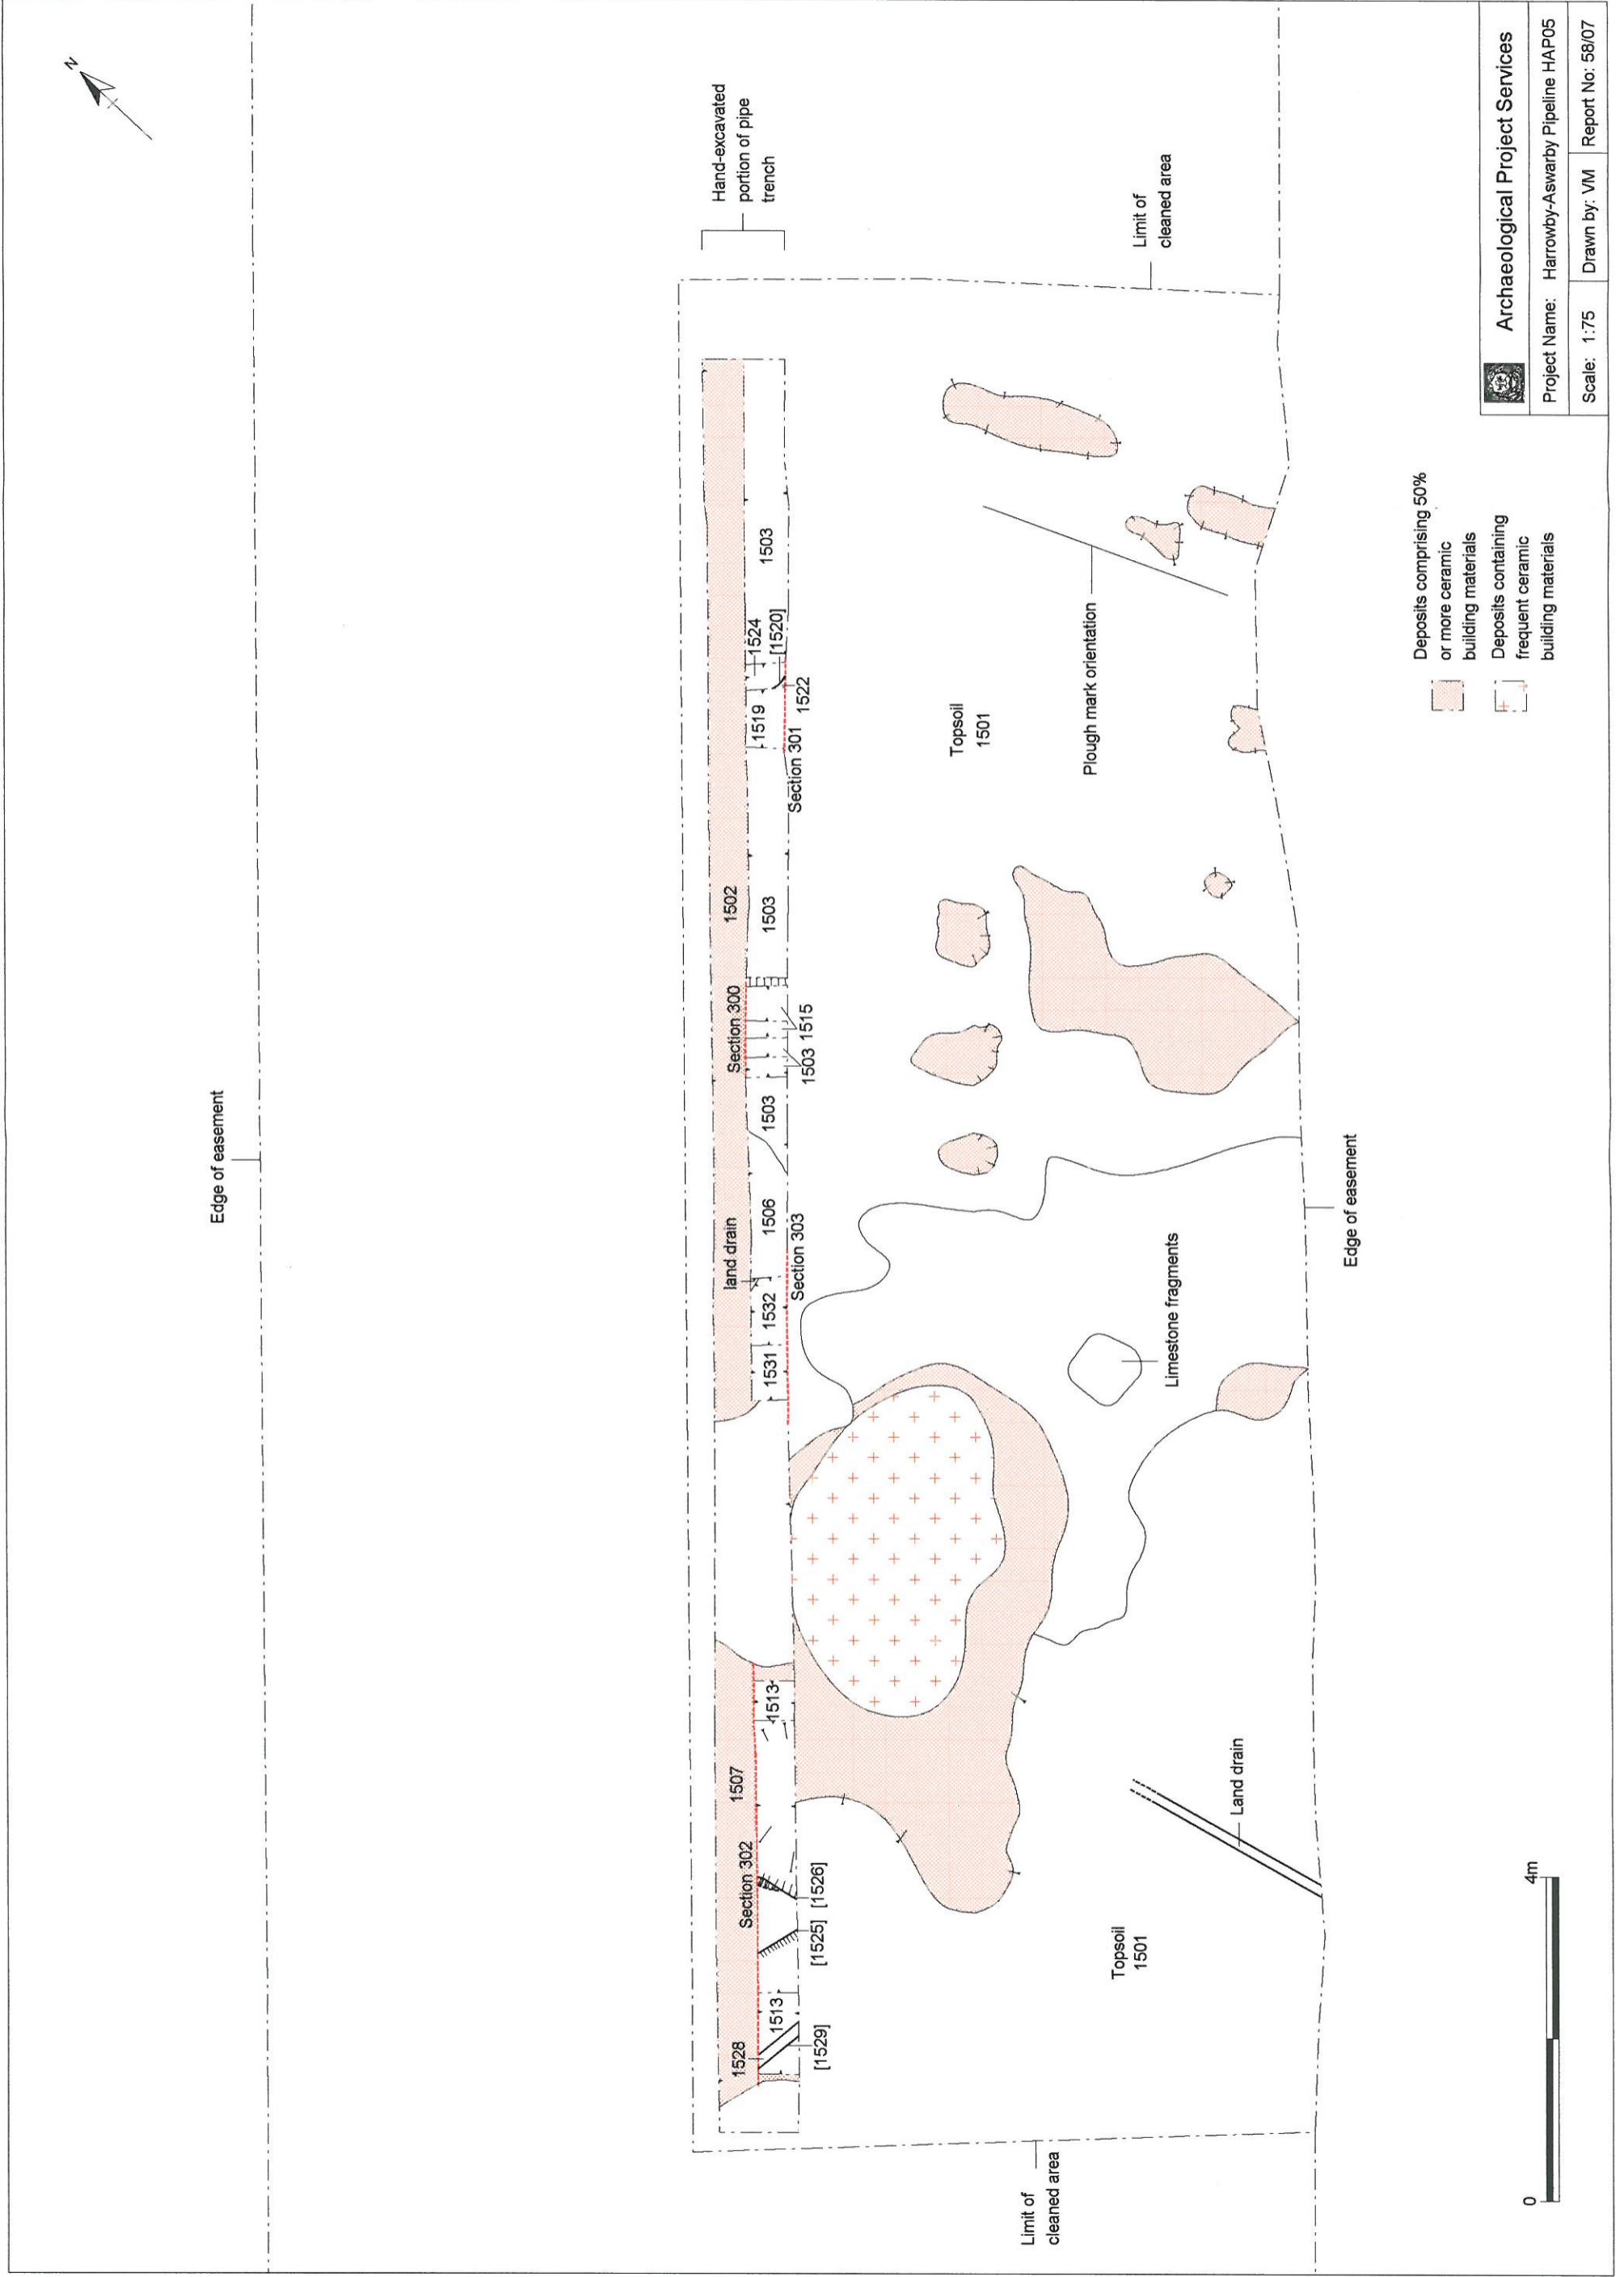 N
Edge of easement
Hand-excavated
portion of pipe
trench
Limit of
cleaned area
1528
Section 302
1507
land drain
Section 300
1502
1513
1513
1531
1532
1506
1503
1503
1519
1524
1503
[1529]
[1525]
[1526]
Section 303
1503
1515
Section 301
1522
[1520]
Topsoil
1501
Plough mark orientation
Topsoil
1501
Land drain
Limestone fragments
Limit of
cleaned area
Edge of easement
Deposits comprising 50%
or more ceramic
building materials
Deposits containing
frequent ceramic
building materials
0
4m
Archaeological Project Services
Project Name: Harrowby-Aswarby Pipeline HAP05
Scale: 1:75
Drawn by: VM
Report No: 58/07